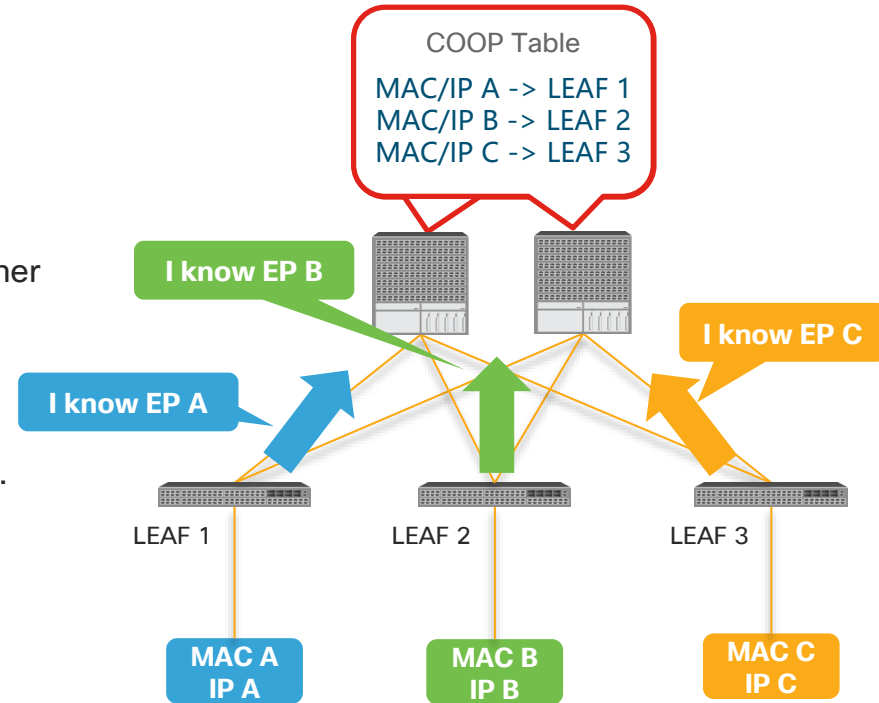 COOP Table
MAC/IP A -> LEAF 1
MAC/IP B -> LEAF 2
MAC/IP C -> LEAF 3
I know EP B
I know EP C
I know EP A
.
LEAF 1
LEAF 2
LEAF 3
MAC A
IP A
MAC B
IP B
MAC C
IP C